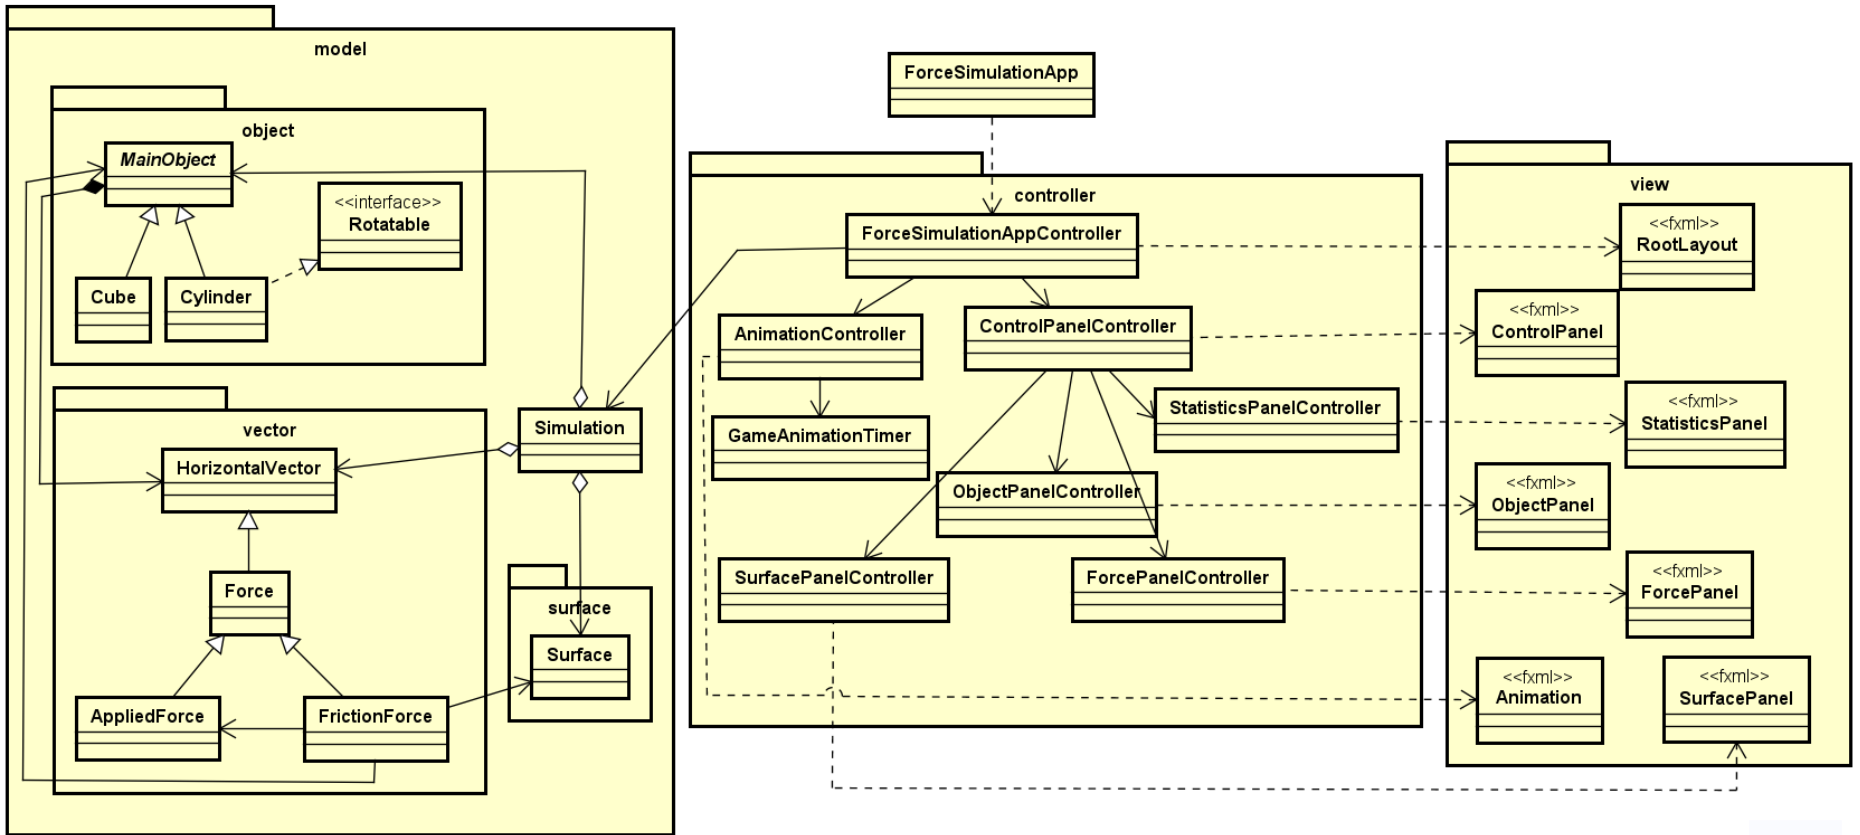 model
object
MainObject
<<interface>>
Rotatable
Cube
Cylinder
vector
HorizontalVector
Simulation
Force
surface
Surface
AppliedForce
FrictionForce
ForceSimulationApp
controller
ForceSimulationAppController
AnimationController
ControlPanelController
GameAnimationTimer
StatisticsPanelController
ObjectPanelController
SurfacePanelController
ForcePanelController
view
<<fxml>>
RootLayout
<<fxml>>
ControlPanel
<<fxml>>
StatisticsPanel
<<fxml>>
ObjectPanel
<<fxml>>
ForcePanel
<<fxml>>
Animation
<<fxml>>
SurfacePanel